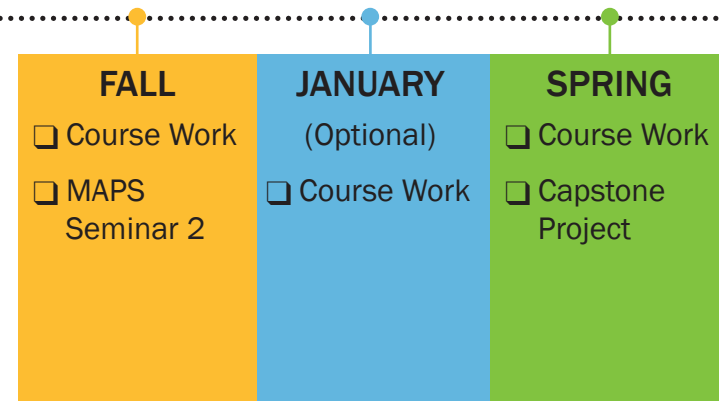 FALL
❏ Course Work
❏ MAPS
Seminar 2
JANUARY
(Optional)
❏ Course Work
SPRING
❏ Course Work
❏ Capstone
Project